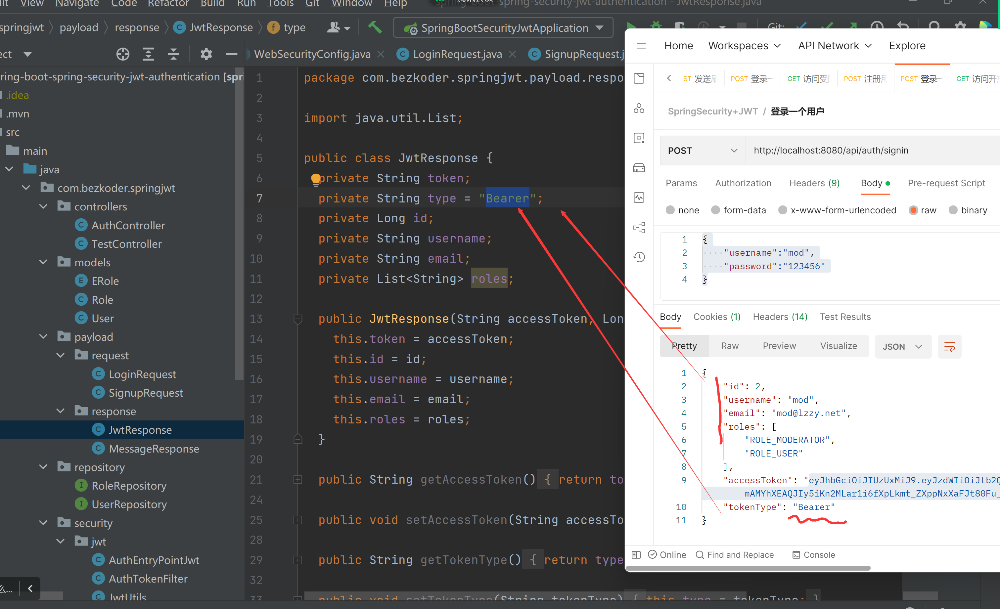 View Navigate Code Refactor Build Run Tools Git Window Help
spring-boot-spring-security-jwt-authentication - JwtResponse.java
springjwt payload response JwtResponse type
SpringBootSecurityJwtApplication
Git:
WebSecurityConfig.java LoginRequest.java SignupRequest.j
ring-boot-spring-security-jwt-authentication [spri
.idea
.mvn
src
main
java
com.bezkoder.springjwt
controllers
AuthController
TestController
models
ERole
Role
User
payload
request
LoginRequest
SignupRequest
response
JwtResponse
MessageResponse
repository
RoleRepository
UserRepository
security
jwt
AuthEntryPointJwt
AuthTokenFilter
JwtUtils
1 package com.bezkoder.springjwt.payload.respo
2
3 import java.util.List;
4
5 public class JwtResponse {
6 private String token;
7 private String type = "Bearer";
8 private Long id;
9 private String username;
10 private String email;
11 private List<String> roles;
12
13 public JwtResponse(String accessToken, Lon
14 this.token = accessToken;
15 this.id = id;
16 this.username = username;
17 this.email = email;
18 this.roles = roles;
19 }
20
21 public String getAccessToken() { return to
24
25 public void setAccessToken(String accessTo
28
29 public String getTokenType() { return type
32
33 public void setTokenType(String tokenType) { this.type = tokenType; }
Home Workspaces API Network Explore
ST 发送 POST 登录一 GET 访问受 POST 注册用 POST 登录一 GET 访问开
SpringSecurity+JWT / 登录一个用户
POST http://localhost:8080/api/auth/signin
Params Authorization Headers (9) Body Pre-request Script
none form-data x-www-form-urlencoded raw binary
1 {
2 "username":"mod",
3 "password":"123456"
4 }
Body Cookies (1) Headers (14) Test Results
Pretty Raw Preview Visualize JSON
1 {
2 "id": 2,
3 "username": "mod",
4 "email": "mod@lzzy.net",
5 "roles": [
6 "ROLE_MODERATOR",
7 "ROLE_USER"
8 ],
9 "accessToken": "eyJhbGciOiJIUzUxMiJ9.eyJzdWIiOiJtb2Q
mAMYhXEAQJIy5iKn2MLar1i6fXpLkmt_ZXppNxXaFJt80Fu_
10 "tokenType": "Bearer"
11 }
Online Find and Replace Console